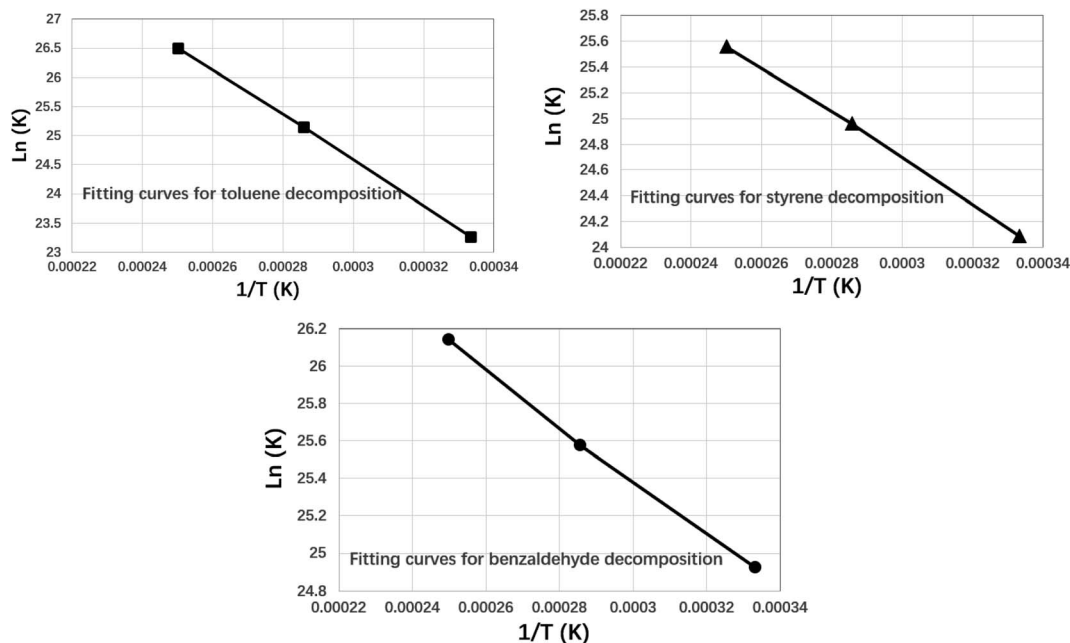 27
26.5
26
25.5
25
24.5
24
23.5
23
Ln (K)
Fitting curves for toluene decomposition
0.00022 0.00024 0.00026 0.00028 0.0003 0.00032 0.00034
1/T (K)
25.8
25.6
25.4
25.2
25
24.8
24.6
24.4
24.2
24
Ln (K)
Fitting curves for styrene decomposition
0.00022 0.00024 0.00026 0.00028 0.0003 0.00032 0.00034
1/T (K)
26.2
26
25.8
25.6
25.4
25.2
25
24.8
Ln (K)
Fitting curves for benzaldehyde decomposition
0.00022 0.00024 0.00026 0.00028 0.0003 0.00032 0.00034
1/T (K)